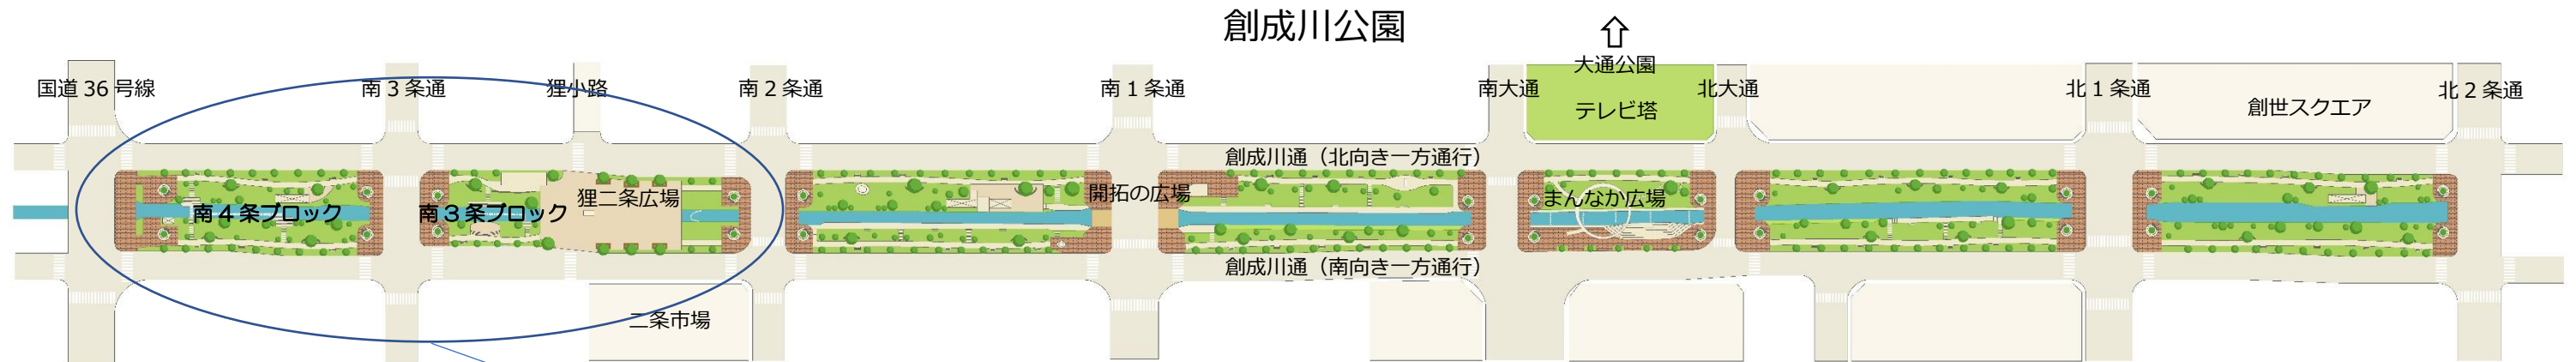 創成川公園
⇧
大通公園
国道 36 号線
南 3 条通
狸小路
南 2 条通
南 1 条通
南大通
テレビ塔
北大通
北 1 条通
創世スクエア
北 2 条通
創成川通（北向き一方通行）
南４条ブロック
南３条ブロック
狸二条広場
開拓の広場
まんなか広場
創成川通（南向き一方通行）
二条市場